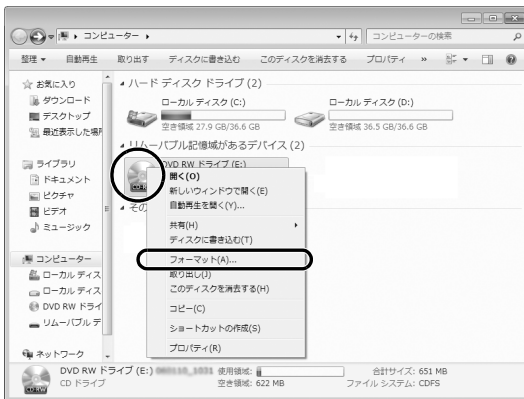 コンピューター
コンピューターの検索
整理 自動再生 取り出す ディスクに書き込む このディスクを消去する プロパティ »
お気に入り
ダウンロード
デスクトップ
最近表示した場所
ライブラリ
ドキュメント
ピクチャ
ビデオ
ミュージック
コンピューター
ローカル ディス
ローカル ディス
DVD RW ドライ
リムーバブル デ
ネットワーク
ハード ディスク ドライブ (2)
ローカル ディスク (C:)
空き領域 27.9 GB/36.6 GB
ローカル ディスク (D:)
空き領域 36.5 GB/36.6 GB
リムーバブル記憶域があるデバイス (2)
DVD RW ドライブ (E:)
CD-RW
その
開く(O)
新しいウィンドウで開く(E)
自動再生を開く(Y)...
共有(H)
ディスクに書き込む(T)
フォーマット(A)...
取り出し(J)
このディスクを消去する(H)
コピー(C)
ショートカットの作成(S)
プロパティ(R)
DVD RW ドライブ (E:) 使用領域: 合計サイズ: 651 MB
CD ドライブ 空き領域: 622 MB ファイル システム: CDFS
CD-RW